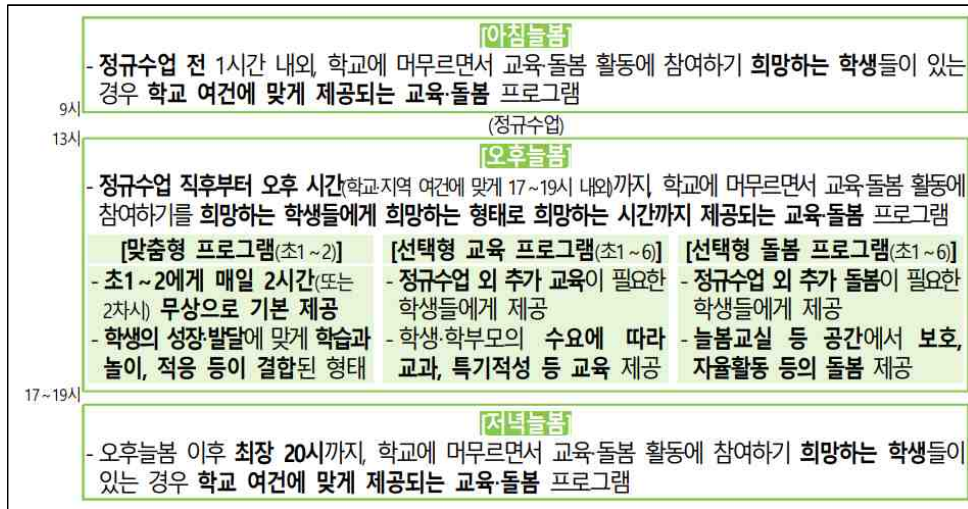 [아침늘봄]
- 정규수업 전 1시간 내외, 학교에 머무르면서 교육·돌봄 활동에 참여하기 희망하는 학생들이 있는
경우 학교 여건에 맞게 제공되는 교육·돌봄 프로그램
9시
(정규수업)
13시
[오후늘봄]
- 정규수업 직후부터 오후 시간(학교·지역 여건에 맞게 17~19시 내외)까지, 학교에 머무르면서 교육·돌봄 활동에
참여하기를 희망하는 학생들에게 희망하는 형태로 희망하는 시간까지 제공되는 교육·돌봄 프로그램
[맞춤형 프로그램(초1~2)]
- 초1~2에게 매일 2시간(또는
2차시) 무상으로 기본 제공
- 학생의 성장·발달에 맞게 학습과
놀이, 적응 등이 결합된 형태
[선택형 교육 프로그램(초1~6)]
- 정규수업 외 추가 교육이 필요한
학생들에게 제공
- 학생·학부모의 수요에 따라
교과, 특기적성 등 교육 제공
[선택형 돌봄 프로그램(초1~6)]
- 정규수업 외 추가 돌봄이 필요한
학생들에게 제공
- 늘봄교실 등 공간에서 보호,
자율활동 등의 돌봄 제공
17~19시
[저녁늘봄]
- 오후늘봄 이후 최장 20시까지, 학교에 머무르면서 교육·돌봄 활동에 참여하기 희망하는 학생들이
있는 경우 학교 여건에 맞게 제공되는 교육·돌봄 프로그램